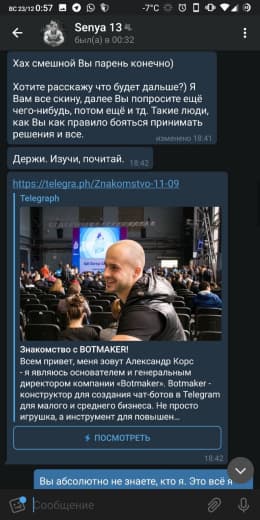 ВС 23/12 0:57
-7°C
Senya 13
был(а) в 00:32
Хах смешной Вы парень конечно)
Хотите расскажу что будет дальше?) Я
Вам все скину, далее Вы попросите ещё
чего-нибудь, потом ещё и тд. Такие люди,
как Вы как правило бояться принимать
решения и все.
изменено 18:41
Держи. Изучи, почитай.
18:42
https://telegra.ph/Znakomstvo-11-09
Telegraph
Знакомство с BOTMAKER!
Всем привет, меня зовут Александр Корс
- я являюсь основателем и генеральным
директором компании «Botmaker». Botmaker -
конструктор для создания чат-ботов в Telegram
для малого и среднего бизнеса. Не просто
игрушка, а инструмент для повышен...
ПОСМОТРЕТЬ
18:42
Вы абсолютно не знаете, кто я. Это всё я
Сообщение